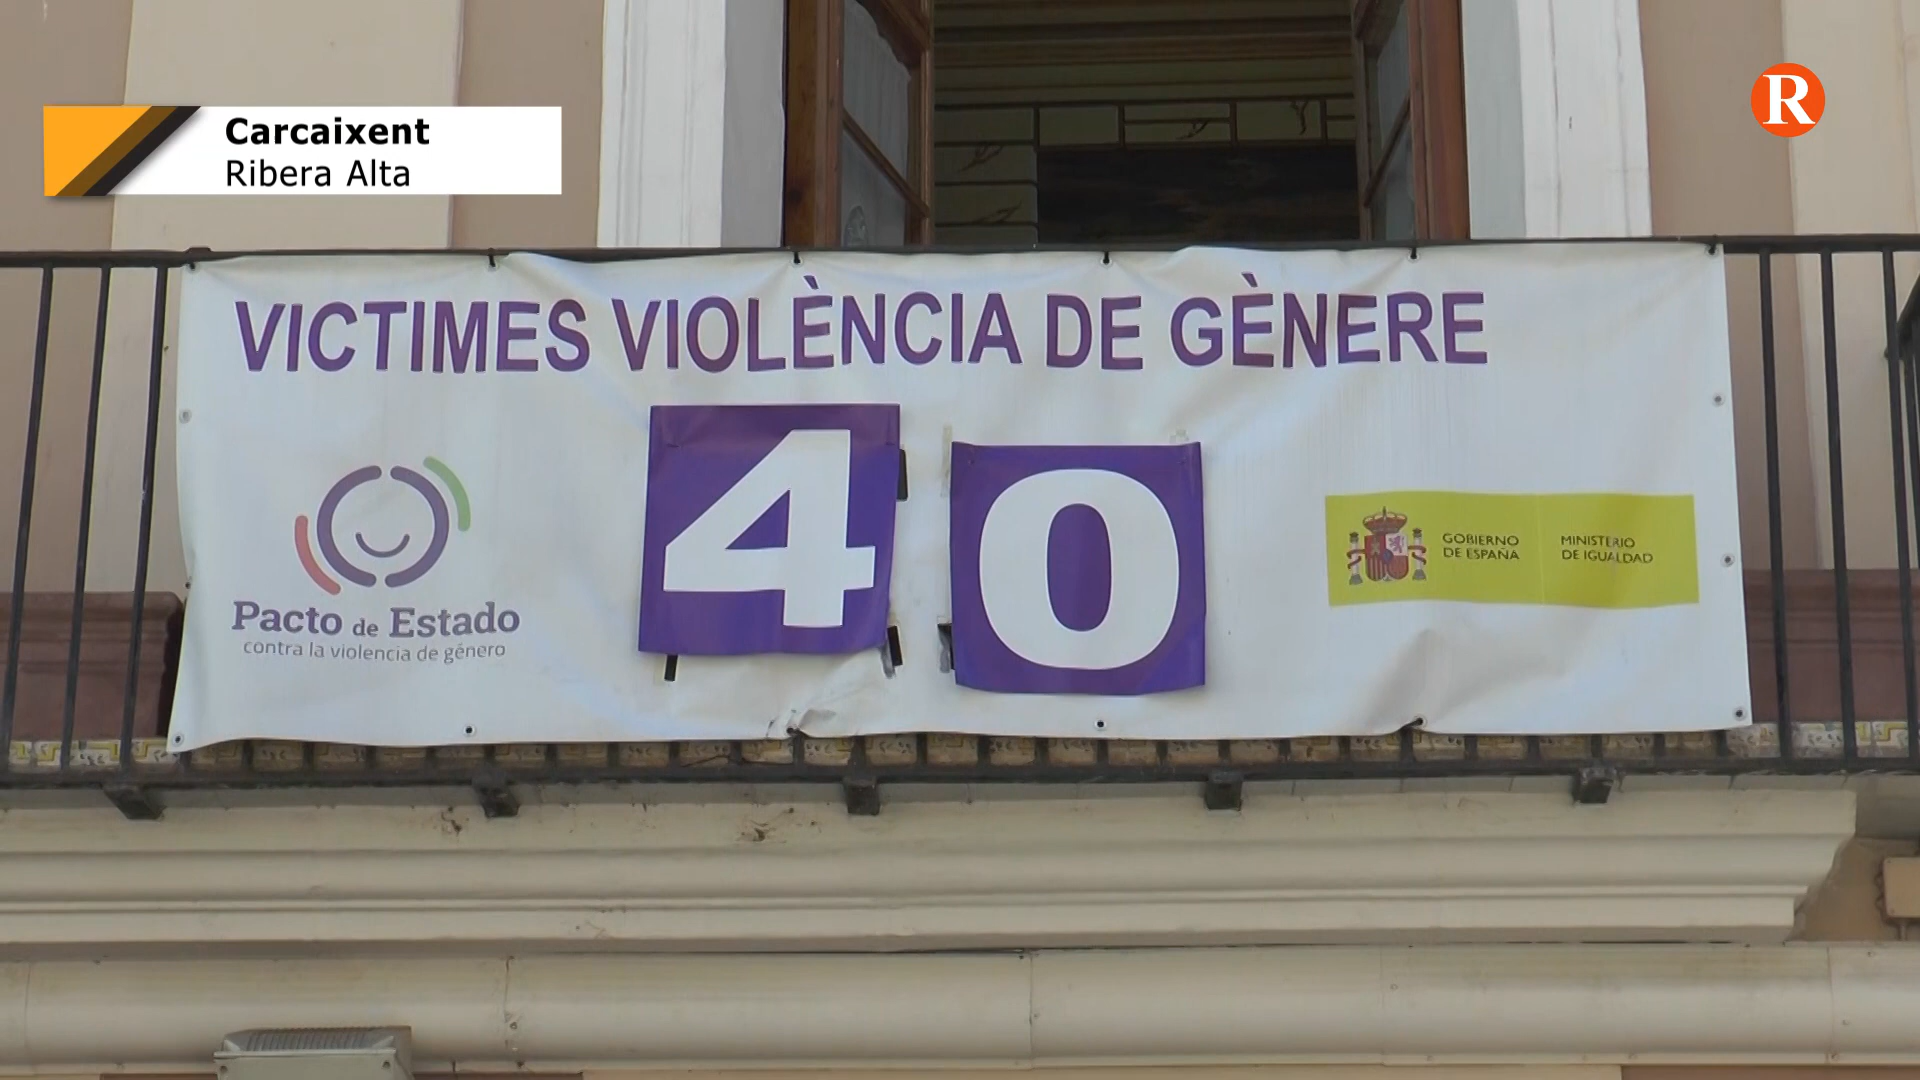 Carcaixent
Ribera Alta
R
VICTIMES VIOLÈNCIA DE GÈNERE
40
Pacto de Estado
contra la violencia de género
GOBIERNO
DE ESPAÑA
MINISTERIO
DE IGUALDAD